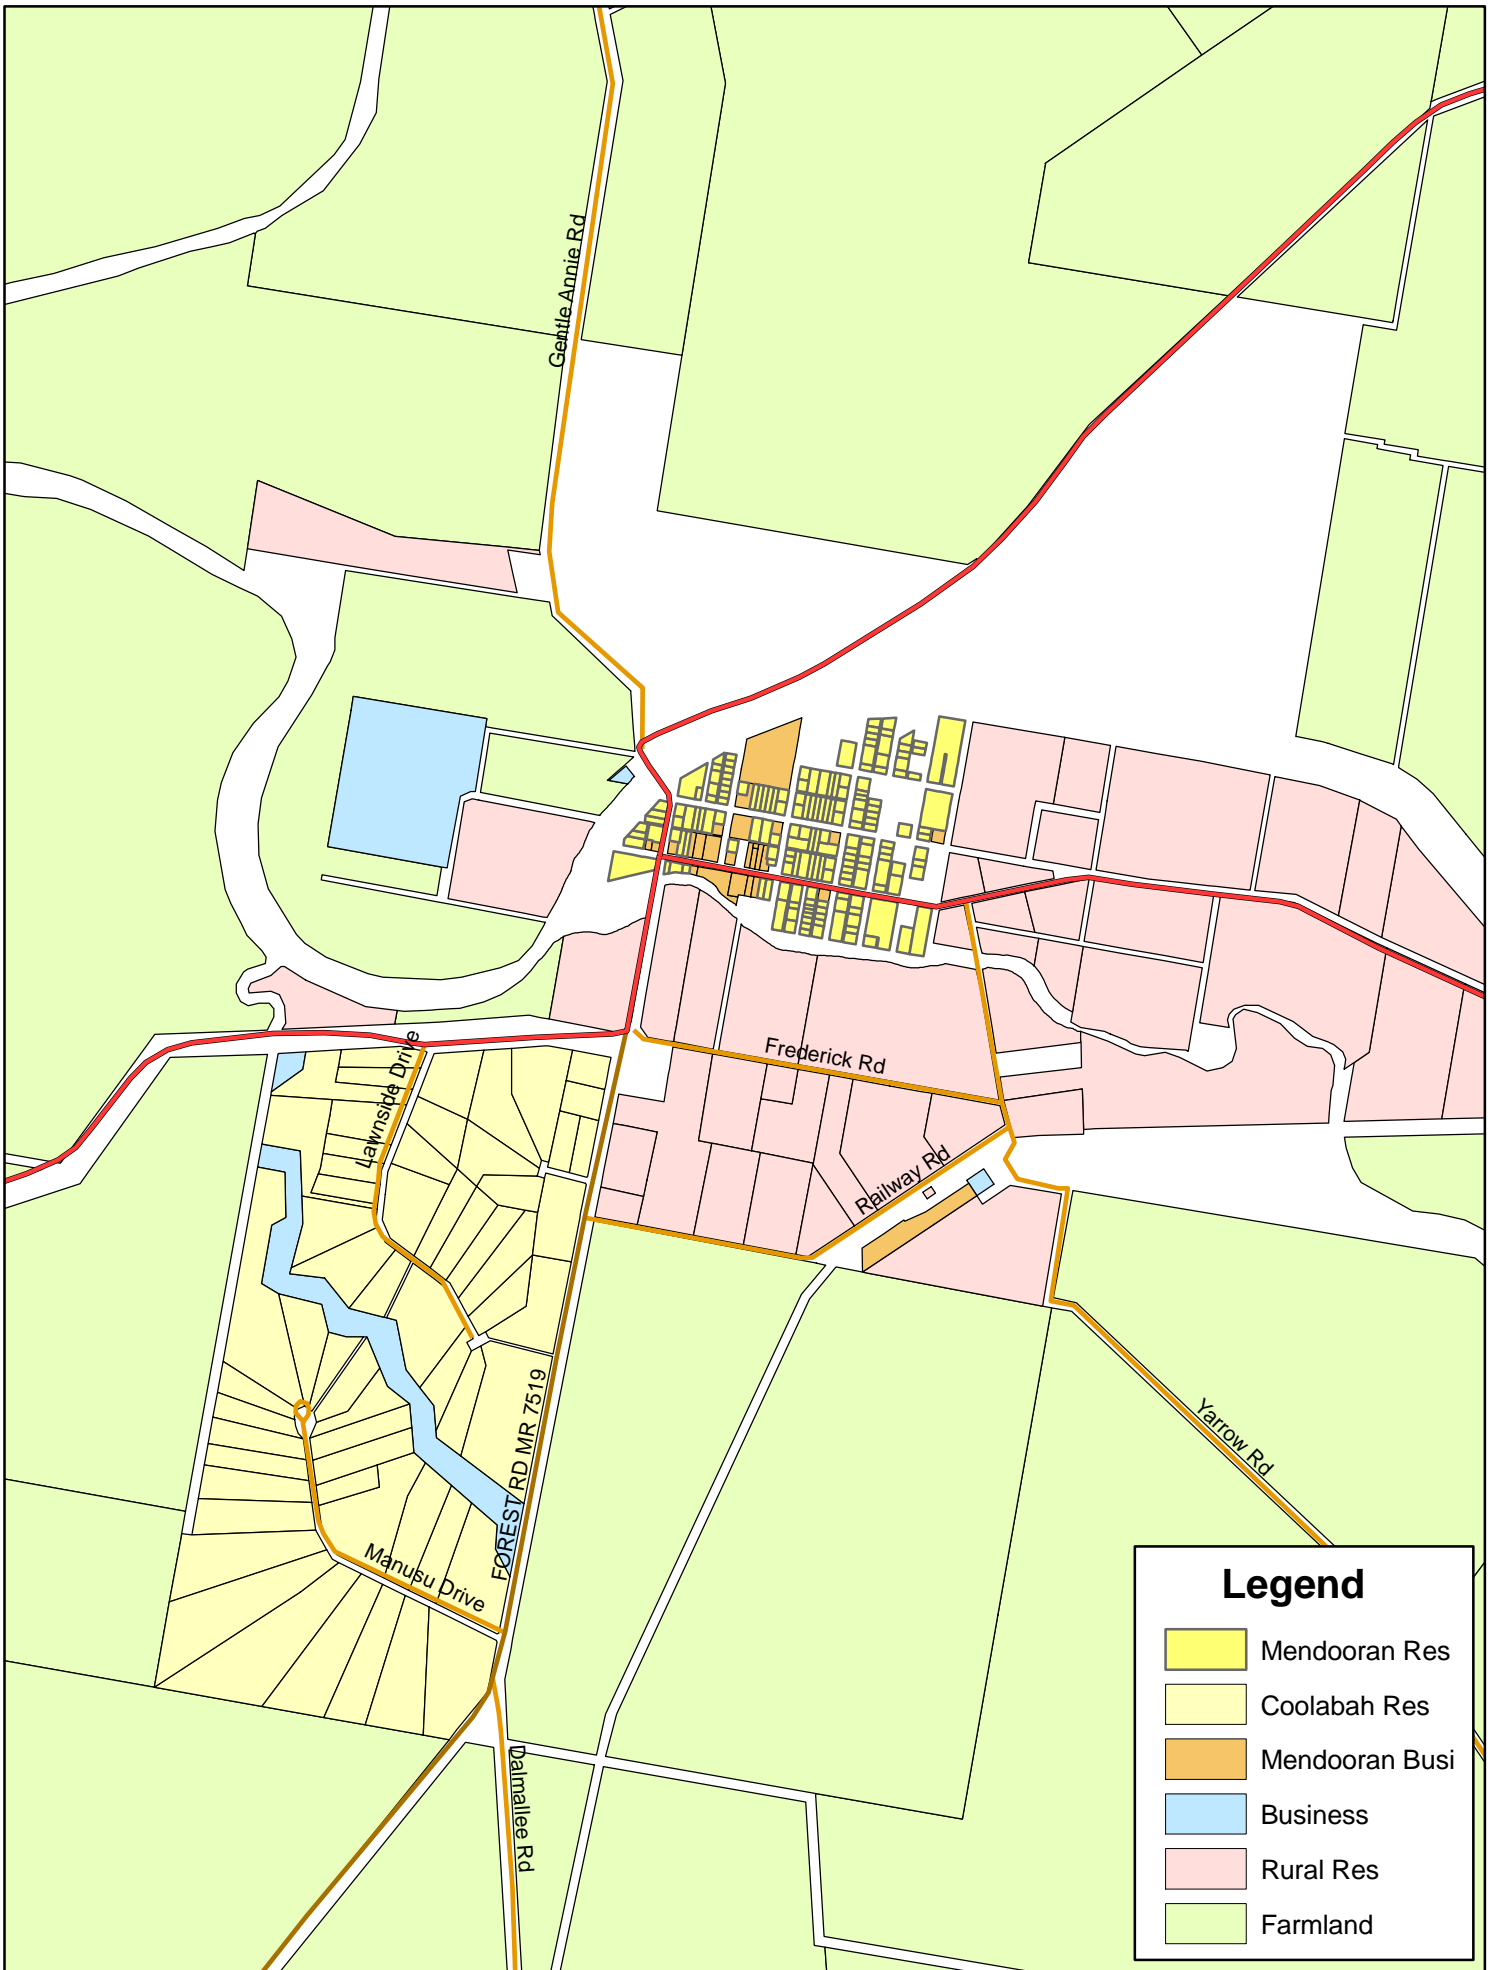 Gentle Annie Rd
Lawnside Drive
Frederick Rd
Railway Rd
FOREST RD MR 7519
Yarrow Rd
Manusu Drive
Dalmallee Rd
Legend
Mendooran Res
Coolabah Res
Mendooran Busi
Business
Rural Res
Farmland